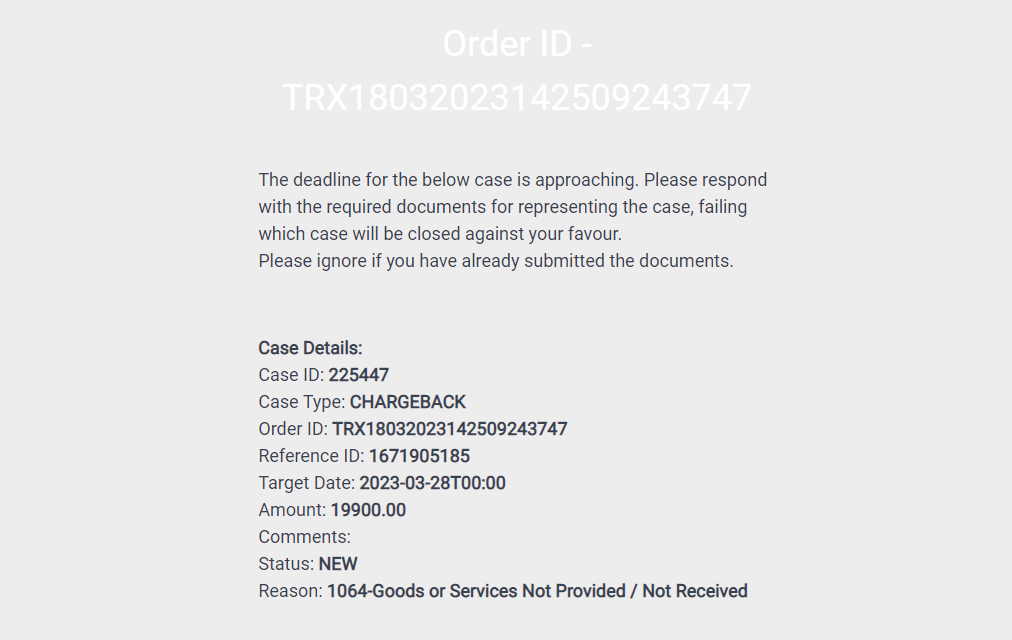 Order ID -
TRX18032023142509243747
The deadline for the below case is approaching. Please respond
with the required documents for representing the case, failing
which case will be closed against your favour.
Please ignore if you have already submitted the documents.
Case Details:
Case ID: 225447
Case Type: CHARGEBACK
Order ID: TRX18032023142509243747
Reference ID: 1671905185
Target Date: 2023-03-28T00:00
Amount: 19900.00
Comments:
Status: NEW
Reason: 1064-Goods or Services Not Provided / Not Received